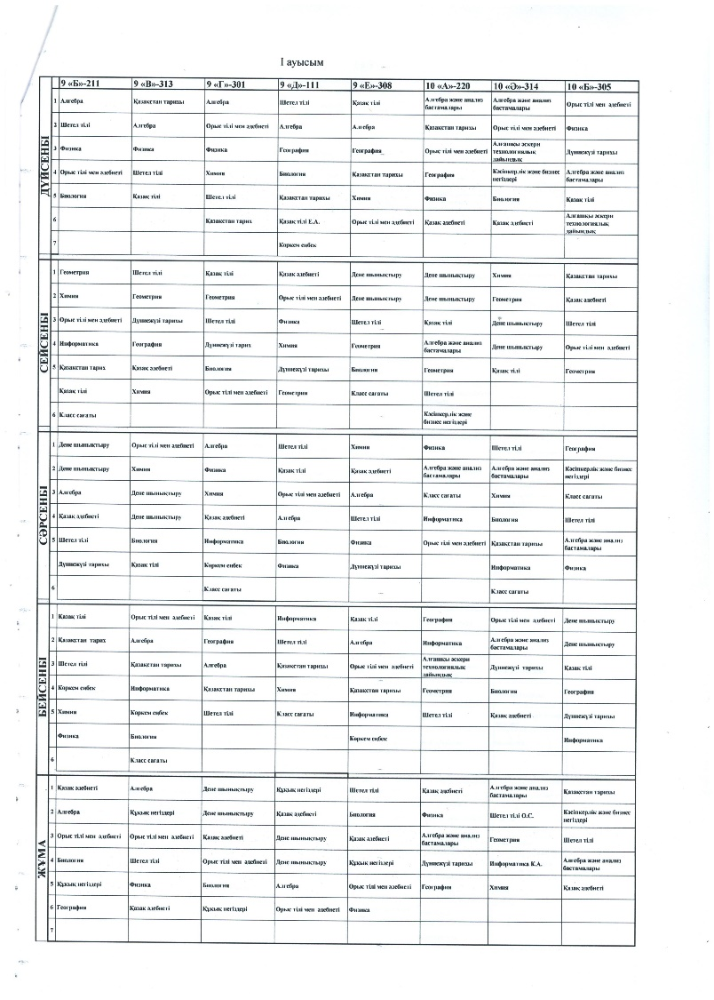 І ауысым
9 «Б»-211 9 «В»-313 9 «Г»-301 9 «Д»-111 9 «Е»-308 10 «А»-220 10 «Ә»-314 10 «Б»-305
ДҮЙСЕНБІ
1 Алгебра Қазақстан тарихы Алгебра Шетел тілі Қазақ тілі Алгебра және анализ бастамалары Алгебра және анализ бастамалары Орыс тілі мен әдебиеті
2 Шетел тілі Алгебра Орыс тілі мен әдебиеті Алгебра Алгебра Қазақстан тарихы Орыс тілі мен әдебиеті Физика
3 Физика Физика Физика География География Орыс тілі мен әдебиеті Алғашқы әскери технологиялық дайындық Дүниежүзі тарихы
4 Орыс тілі мен әдебиеті Шетел тілі Химия Биология Қазақстан тарихы География Кәсіпкерлік және бизнес негіздері Алгебра және анализ бастамалары
5 Биология Қазақ тілі Шетел тілі Қазақстан тарихы Химия Физика Биология Қазақ тілі
6 Қазақстан тарих Қазақ тілі Е.А. Орыс тілі мен әдебиеті Қазақ әдебиеті Қазақ әдебиеті Алғашқы әскери технологиялық дайындық
7 Көркем еңбек
СЕЙСЕНБІ
1 Геометрия Шетел тілі Қазақ тілі Қазақ әдебиеті Дене шынықтыру Дене шынықтыру Химия Қазақстан тарихы
2 Химия Геометрия Геометрия Орыс тілі мен әдебиеті Дене шынықтыру Дене шынықтыру Геометрия Қазақ әдебиеті
3 Орыс тілі мен әдебиеті Дүниежүзі тарихы Шетел тілі Физика Шетел тілі Қазақ тілі Дене шынықтыру Шетел тілі
4 Информатика География Дүниежүзі тарих Химия Геометрия Алгебра және анализ бастамалары Дене шынықтыру Орыс тілі мен әдебиеті
5 Қазакстан тарих Қазақ әдебиеті Биология Дүниежүзі тарихы Биология Геометрия Қазақ тілі Геометрия
Қазақ тілі Химия Орыс тілі мен әдебиеті Геометрия Класс сағаты Шетел тілі
6 Класс сағаты Кәсіпкерлік және бизнес негіздері
СӘРСЕНБІ
1 Дене шынықтыру Орыс тілі мен әдебиеті Алгебра Шетел тілі Химия Физика Шетел тілі География
2 Дене шынықтыру Химия Физика Қазақ тілі Қазақ әдебиеті Алгебра және анализ бастамалары Алгебра және анализ бастамалары Кәсіпкерлік және бизнес негіздері
3 Алгебра Дене шынықтыру Химия Орыс тілі мен әдебиеті Алгебра Класс сағаты Химия Класс сағаты
4 Қазақ әдебиеті Дене шынықтыру Қазақ әдебиеті Алгебра Шетел тілі Информатика Биология Шетел тілі
5 Шетел тілі Биология Информатика Биология Физика Орыс тілі мен әдебиеті Қазақстан тарихы Алгебра және анализ бастамалары
Дүниежүзі тарихы Қазақ тілі Көркем еңбек Физика Дүниежүзі тарихы Информатика Физика
6 Класс сағаты Класс сағаты
БЕЙСЕНБІ
1 Қазақ тілі Орыс тілі мен әдебиеті Қазақ тілі Информатика Қазақ тілі География Орыс тілі мен әдебиеті Дене шынықтыру
2 Қазақстан тарих Алгебра География Шетел тілі Алгебра Информатика Алгебра және анализ бастамалары Дене шынықтыру
3 Шетел тілі Қазақстан тарихы Алгебра Қазақстан тарихы Орыс тілі мен әдебиеті Алғашқы әскери технологиялық дайындық Дүниежүзі тарихы Қазақ тілі
4 Көркем еңбек Информатика Қазақстан тарихы Химия Қазақстан тарихы Геометрия Биология География
5 Химия Көркем еңбек Шетел тілі Класс сағаты Информатика Шетел тілі Қазақ әдебиеті Дүниежүзі тарихы
Физика Биология Көркем еңбек Информатика
6 Класс сағаты
ЖҰМА
1 Қазақ әдебиеті Алгебра Дене шынықтыру Құқық негіздері Шетел тілі Қазақ әдебиеті Алгебра және анализ бастамалары Қазақстан тарихы
2 Алгебра Құқық негіздері Дене шынықтыру Қазақ әдебиеті Биология Физика Шетел тілі О.С. Кәсіпкерлік және бизнес негіздері
3 Орыс тілі мен әдебиеті Орыс тілі мен әдебиеті Қазақ әдебиеті Дене шынықтыру Қазақ әдебиеті Алгебра және анализ бастамалары Геометрия Шетел тілі
4 Биология Шетел тілі Орыс тілі мен әдебиеті Дене шынықтыру Құқық негіздері Дүниежүзі тарихы Информатика К.А. Алгебра және анализ бастамалары
5 Құқық негіздері Физика Биология Алгебра Орыс тілі мен әдебиеті География Химия Қазақ әдебиеті
6 География Қазақ әдебиеті Құқық негіздері Орыс тілі мен әдебиеті Физика
7